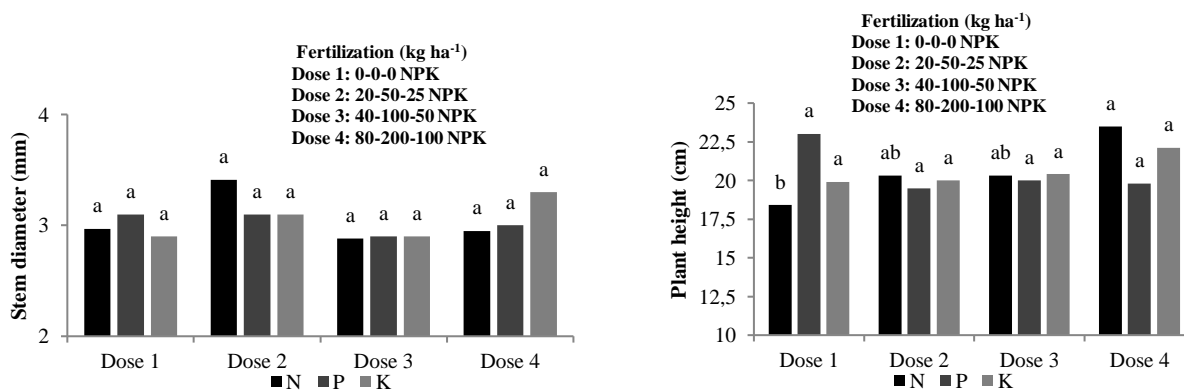 Fertilization (kg ha⁻¹)
Dose 1: 0-0-0 NPK
Dose 2: 20-50-25 NPK
Dose 3: 40-100-50 NPK
Dose 4: 80-200-100 NPK
Stem diameter (mm)
4
3
2
a a a
a a a
a a a
a a a
Dose 1 Dose 2 Dose 3 Dose 4
N P K
Fertilization (kg ha⁻¹)
Dose 1: 0-0-0 NPK
Dose 2: 20-50-25 NPK
Dose 3: 40-100-50 NPK
Dose 4: 80-200-100 NPK
Plant height (cm)
25
22,5
20
17,5
15
12,5
10
b a a
ab a a
ab a a
a a a
Dose 1 Dose 2 Dose 3 Dose 4
N P K